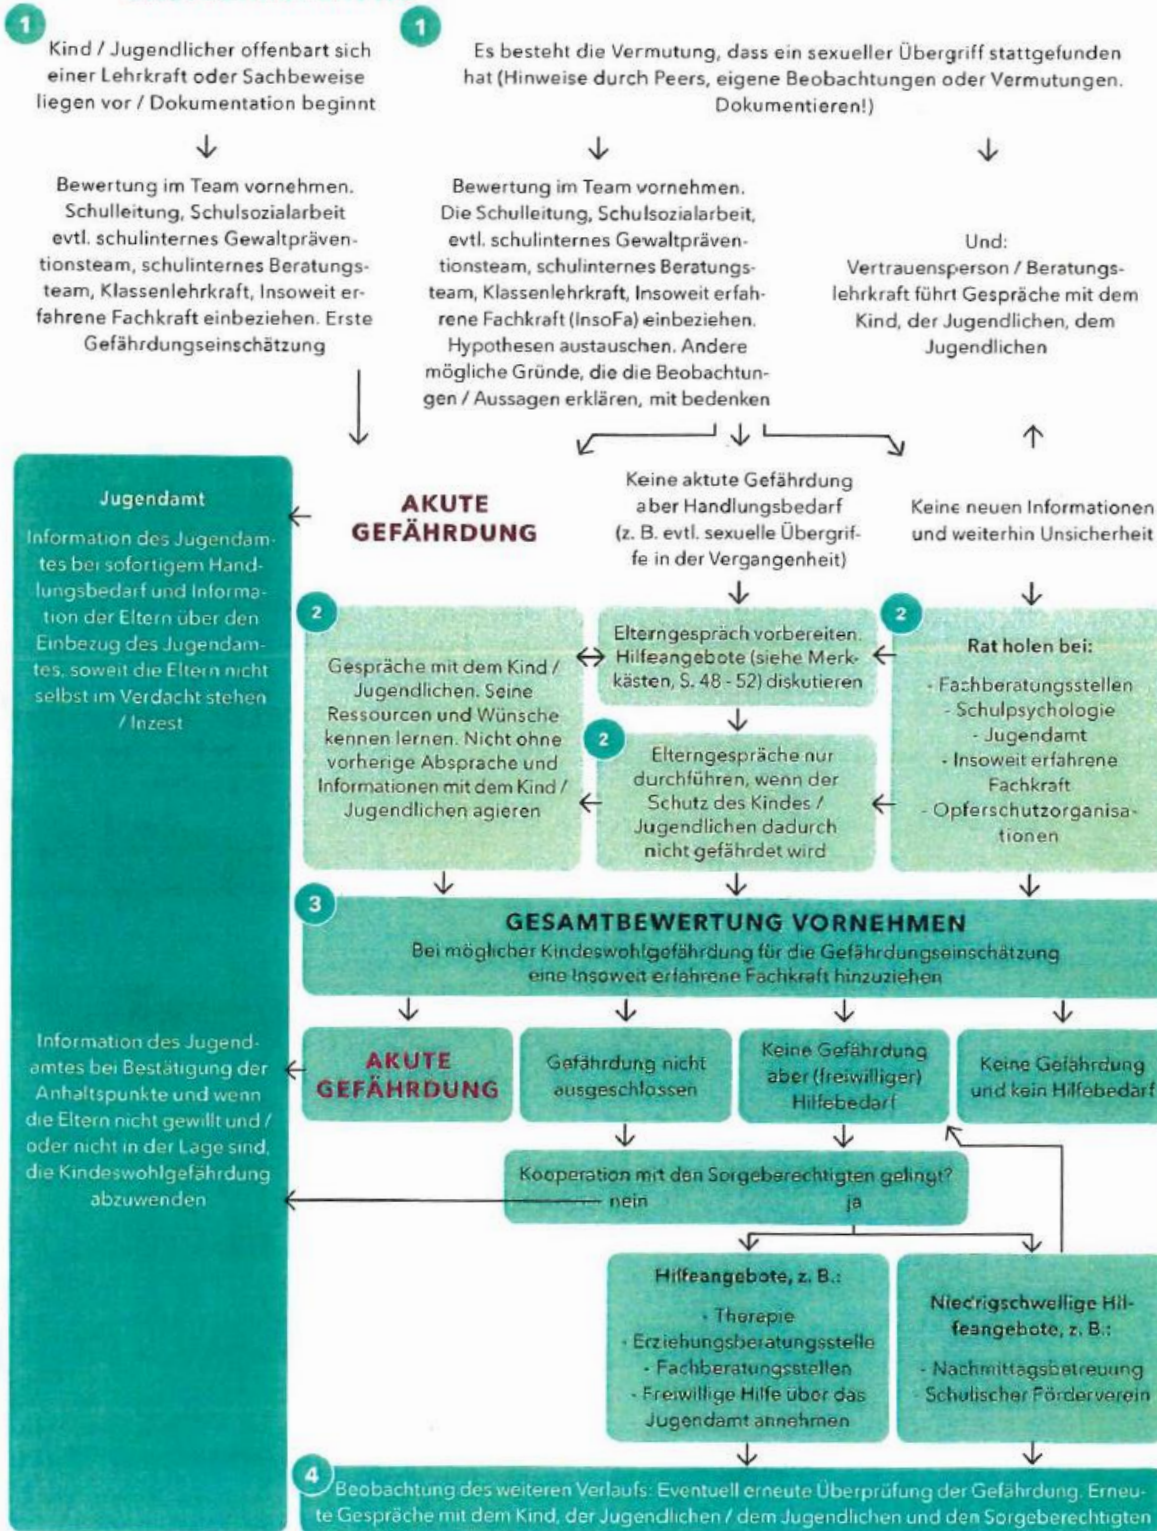 1
Kind / Jugendlicher offenbart sich
einer Lehrkraft oder Sachbeweise
liegen vor / Dokumentation beginnt
1
Es besteht die Vermutung, dass ein sexueller Übergriff stattgefunden
hat (Hinweise durch Peers, eigene Beobachtungen oder Vermutungen.
Dokumentieren!)
Bewertung im Team vornehmen.
Schulleitung, Schulsozialarbeit
evtl. schulinternes Gewaltpräven-
tionsteam, schulinternes Beratungs-
team, Klassenlehrkraft, Insoweit er-
fahrene Fachkraft einbeziehen. Erste
Gefährdungseinschätzung
Bewertung im Team vornehmen.
Die Schulleitung, Schulsozialarbeit,
evtl. schulinternes Gewaltpräven-
tionsteam, schulinternes Beratungs-
team, Klassenlehrkraft, Insoweit erfah-
rene Fachkraft (InsoFa) einbeziehen.
Hypothesen austauschen. Andere
mögliche Gründe, die die Beobachtun-
gen / Aussagen erklären, mit bedenken
Und:
Vertrauensperson / Beratungs-
lehrkraft führt Gespräche mit dem
Kind, der Jugendlichen, dem
Jugendlichen
Jugendamt
Information des Jugendam-
tes bei sofortigem Hand-
lungsbedarf und Informa-
tion der Eltern über den
Einbezug des Jugendam-
tes, soweit die Eltern nicht
selbst im Verdacht stehen
/ Inzest
AKUTE
GEFÄHRDUNG
Keine aktute Gefährdung
aber Handlungsbedarf
(z. B. evtl. sexuelle Übergrif-
fe in der Vergangenheit)
Keine neuen Informationen
und weiterhin Unsicherheit
2
Gespräche mit dem Kind /
Jugendlichen. Seine
Ressourcen und Wünsche
kennen lernen. Nicht ohne
vorherige Absprache und
Informationen mit dem Kind /
Jugendlichen agieren
Elterngespräch vorbereiten.
Hilfeangebote (siehe Merk-
kästen, S. 48 - 52) diskutieren
2
Elterngespräche nur
durchführen, wenn der
Schutz des Kindes /
Jugendlichen dadurch
nicht gefährdet wird
2
Rat holen bei:
- Fachberatungsstellen
- Schulpsychologie
- Jugendamt
- Insoweit erfahrene
Fachkraft
- Opferschutzorganisa-
tionen
3
GESAMTBEWERTUNG VORNEHMEN
Bei möglicher Kindeswohlgefährdung für die Gefährdungseinschätzung
eine Insoweit erfahrene Fachkraft hinzuziehen
Information des Jugend-
amtes bei Bestätigung der
Anhaltspunkte und wenn
die Eltern nicht gewillt und /
oder nicht in der Lage sind,
die Kindeswohlgefährdung
abzuwenden
AKUTE
GEFÄHRDUNG
Gefährdung nicht
ausgeschlossen
Keine Gefährdung
aber (freiwilliger)
Hilfebedarf
Keine Gefährdung
und kein Hilfebedarf
Kooperation mit den Sorgeberechtigten gelingt?
nein ja
Hilfeangebote, z. B.:
- Therapie
- Erziehungsberatungsstelle
- Fachberatungsstellen
- Freiwillige Hilfe über das
Jugendamt annehmen
Niedrigschwellige Hil-
feangebote, z. B.:
- Nachmittagsbetreuung
- Schulischer Förderverein
4
Beobachtung des weiteren Verlaufs: Eventuell erneute Überprüfung der Gefährdung. Erneu-
te Gespräche mit dem Kind, der Jugendlichen / dem Jugendlichen und den Sorgeberechtigten